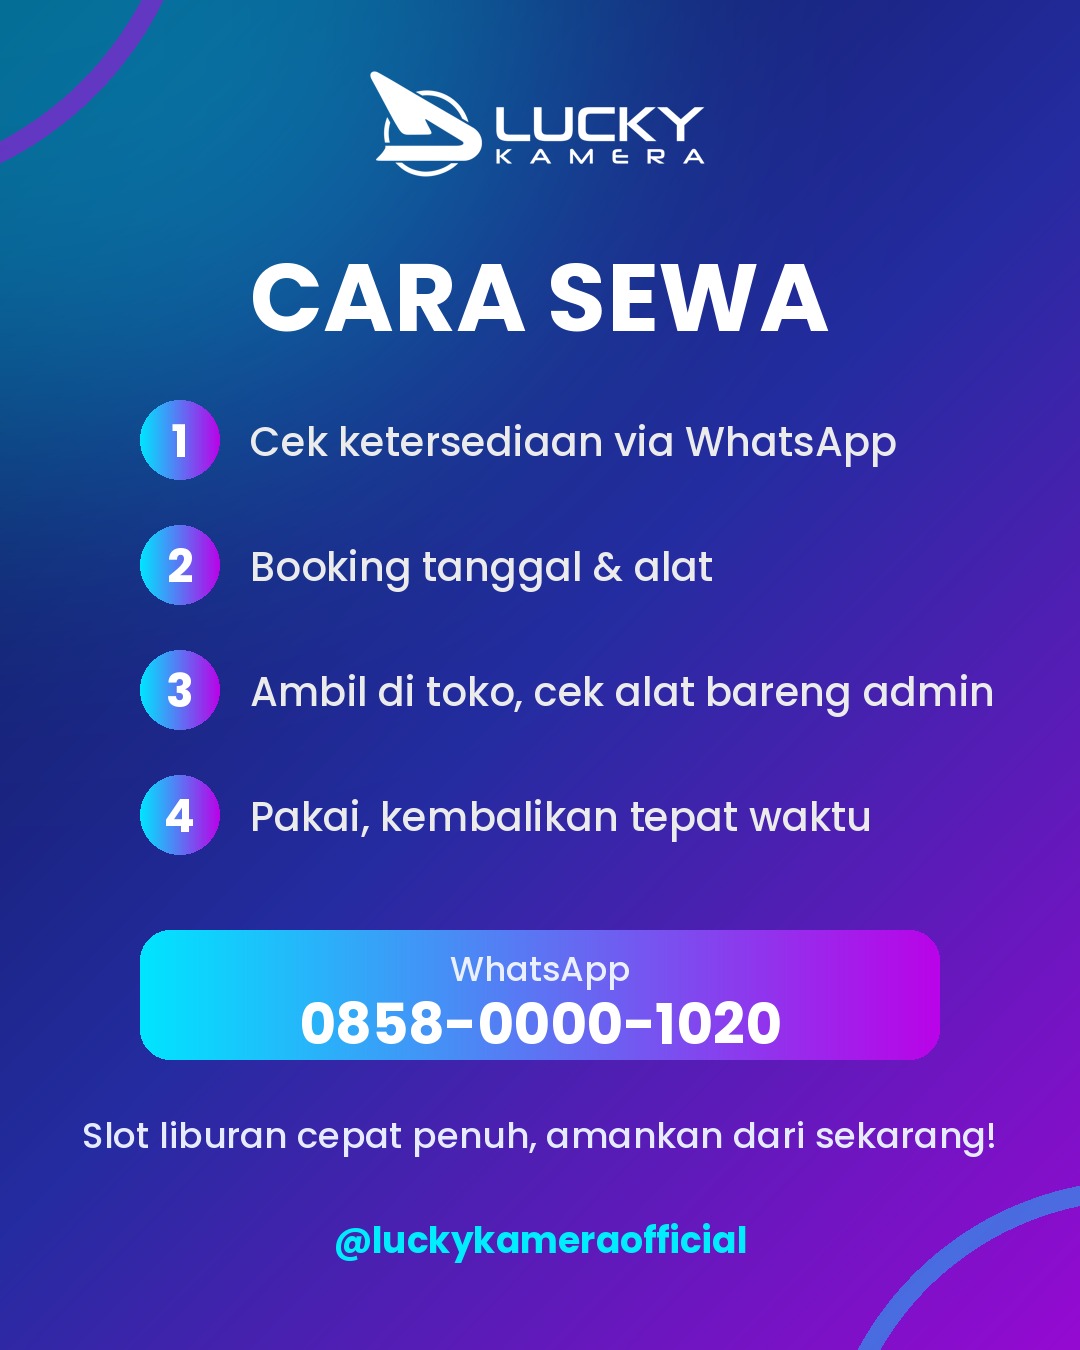 LUCKY
KAMERA
CARA SEWA
1 Cek ketersediaan via WhatsApp
2 Booking tanggal & alat
3 Ambil di toko, cek alat bareng admin
4 Pakai, kembalikan tepat waktu
WhatsApp
0858-0000-1020
Slot liburan cepat penuh, amankan dari sekarang!
@luckykameraofficial